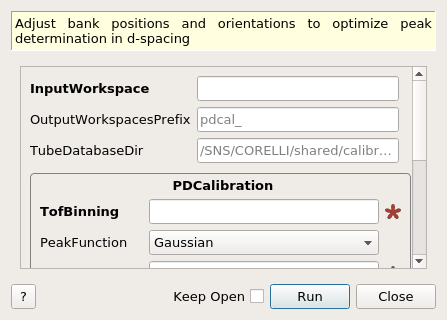 Adjust bank positions and orientations to optimize peak
determination in d-spacing
InputWorkspace
OutputWorkspacesPrefix pdcal_
TubeDatabaseDir /SNS/CORELLI/shared/calibr...
PDCalibration
TofBinning
PeakFunction Gaussian
? Keep Open Run Close